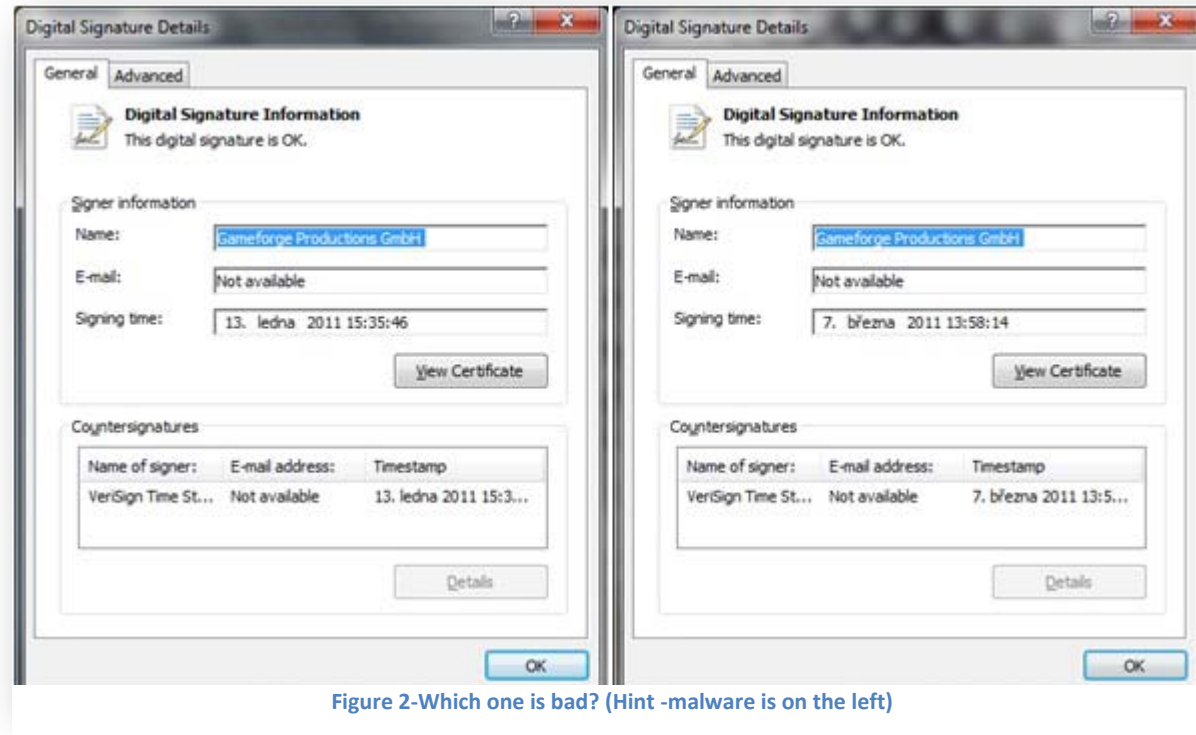 Digital Signature Details
General Advanced
Digital Signature Information
This digital signature is OK.
Signer information
Name: Gameforge Productions GmbH
E-mail: Not available
Signing time: 13. ledna 2011 15:35:46
View Certificate
Countersignatures
Name of signer: E-mail address: Timestamp
VeriSign Time St... Not available 13. ledna 2011 15:3...
Details
OK
Digital Signature Details
General Advanced
Digital Signature Information
This digital signature is OK.
Signer information
Name: Gameforge Productions GmbH
E-mail: Not available
Signing time: 7. března 2011 13:58:14
View Certificate
Countersignatures
Name of signer: E-mail address: Timestamp
VeriSign Time St... Not available 7. března 2011 13:5...
Details
OK
Figure 2-Which one is bad? (Hint -malware is on the left)